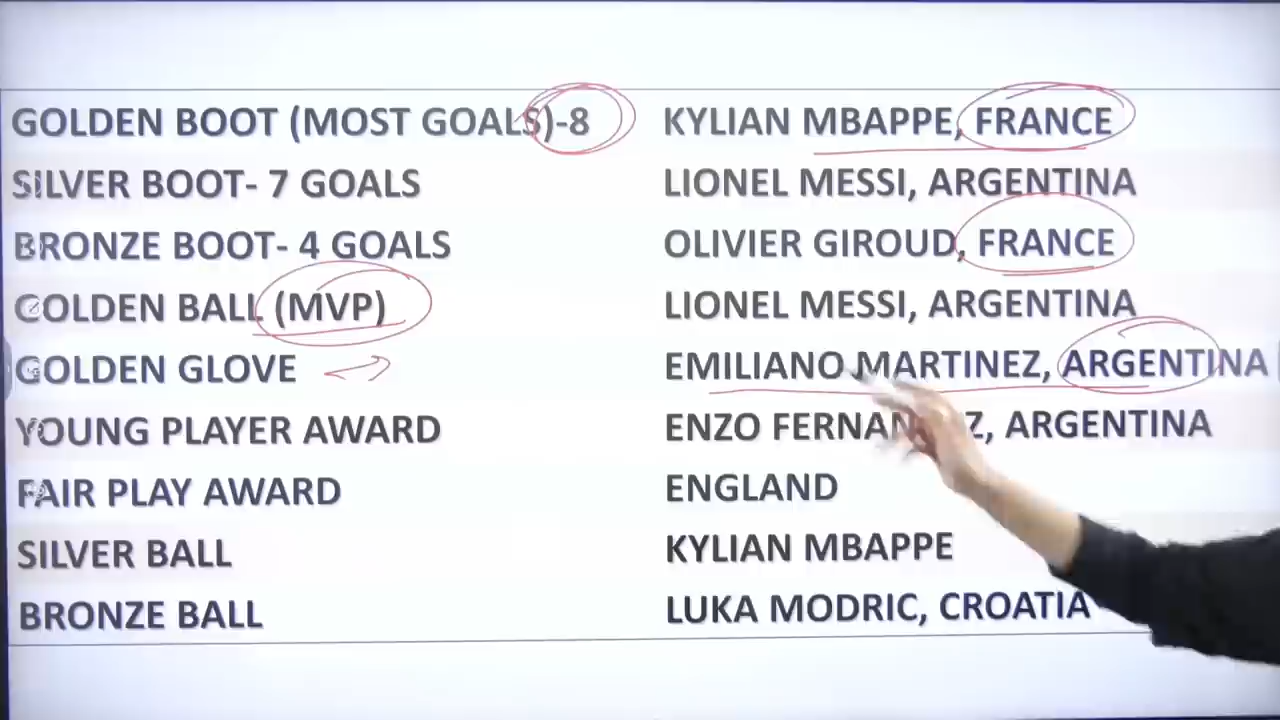 GOLDEN BOOT (MOST GOALS)-8 KYLIAN MBAPPE, FRANCE
SILVER BOOT- 7 GOALS LIONEL MESSI, ARGENTINA
BRONZE BOOT- 4 GOALS OLIVIER GIROUD, FRANCE
GOLDEN BALL (MVP) LIONEL MESSI, ARGENTINA
GOLDEN GLOVE EMILIANO MARTINEZ, ARGENTINA
YOUNG PLAYER AWARD ENZO ARGENTINA
FAIR PLAY AWARD ENGLAND
SILVER BALL KYLIAN MBAPPE
BRONZE BALL LUKA MODRIC, CROATIA